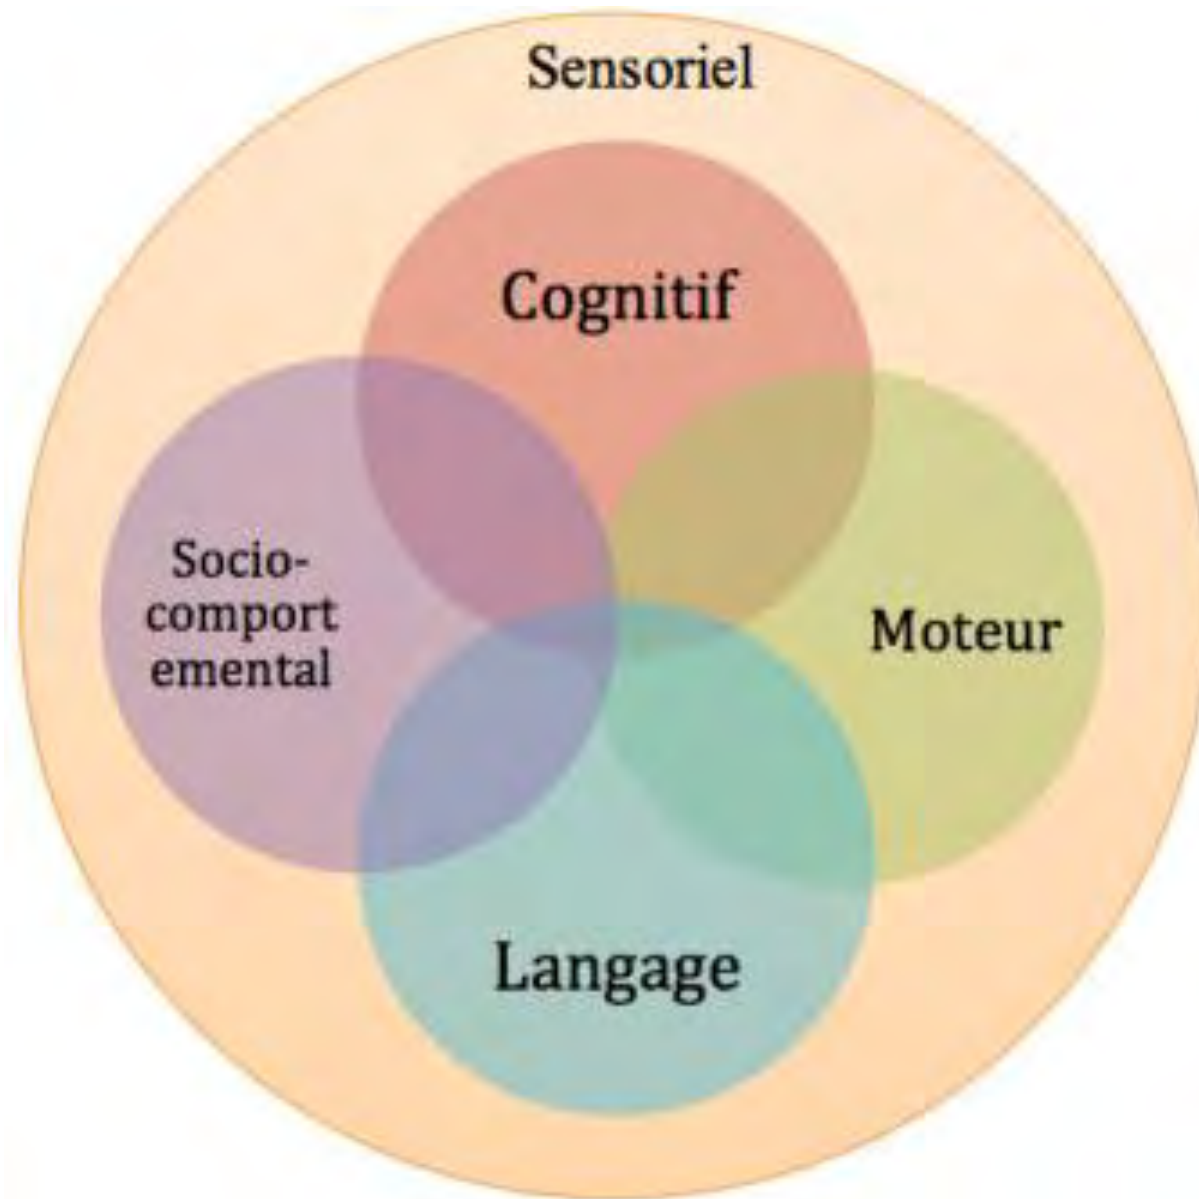 Sensoriel
Cognitif
Socio-
comport
emental
Moteur
Langage